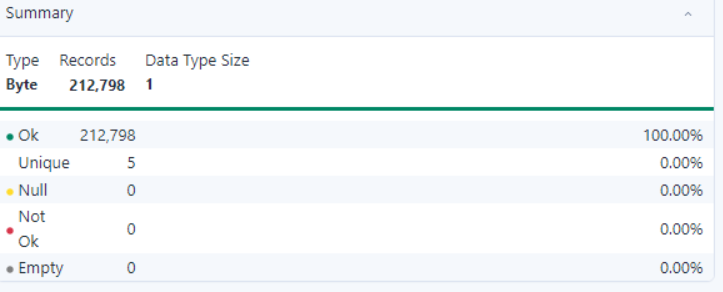 Summary
Type Records Data Type Size
Byte 212,798 1
Ok 212,798 100.00%
Unique 5 0.00%
Null 0 0.00%
Not
Ok 0 0.00%
Empty 0 0.00%